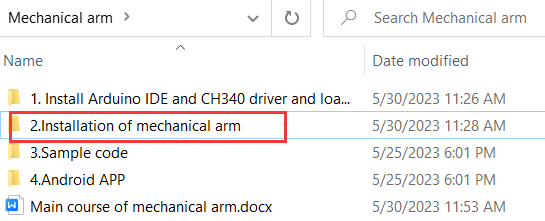 Mechanical arm
Search Mechanical arm
Name
Date modified
1. Install Arduino IDE and CH340 driver and loa...
5/30/2023 11:26 AM
2.Installation of mechanical arm
5/30/2023 11:28 AM
3.Sample code
5/25/2023 6:01 PM
4.Android APP
5/25/2023 6:01 PM
Main course of mechanical arm.docx
5/30/2023 11:53 AM